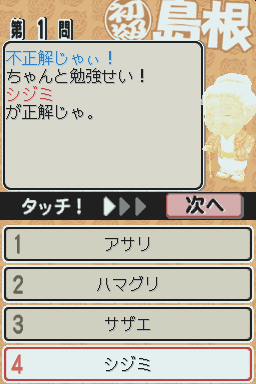 第1問
初級
島根
不正解じゃぃ！
ちゃんと勉強せい！
シジミ
が正解じゃ。
タッチ！
次へ
1 アサリ
2 ハマグリ
3 サザエ
4 シジミ